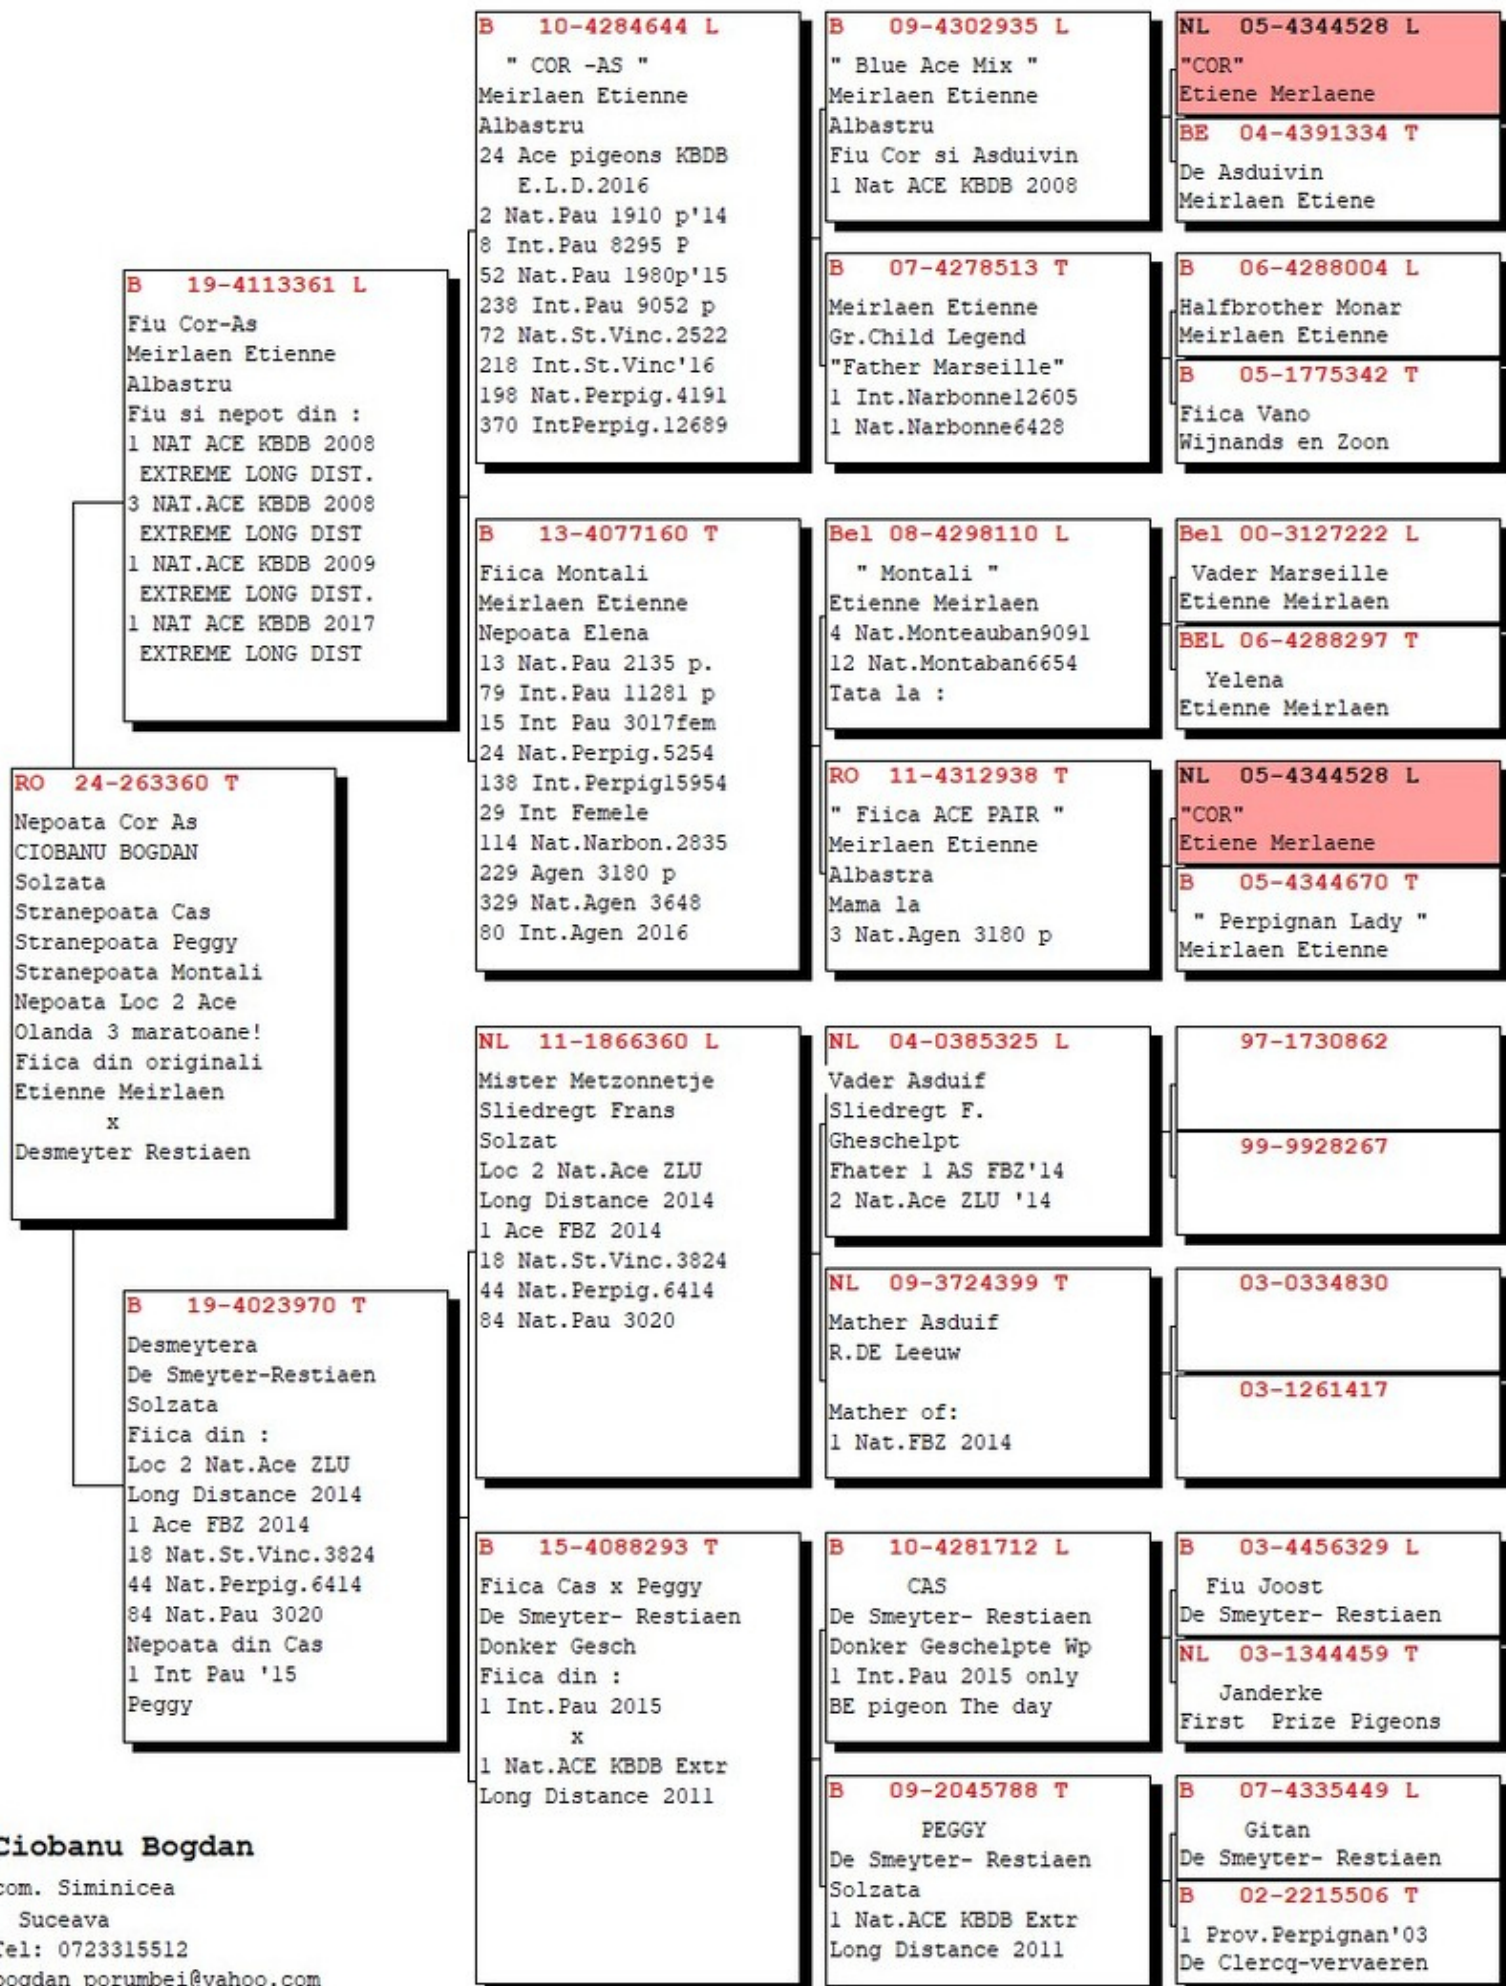 RO 24-263360 T
Nepoata Cor As
CIOBANU BOGDAN
Solzata
Stranepoata Cas
Stranepoata Peggy
Stranepoata Montali
Nepoata Loc 2 Ace
Olanda 3 maratoane!
Fiica din originali
Etienne Meirlaen
x
Desmeyter Restiaen
B 19-4113361 L
Fiu Cor-As
Meirlaen Etienne
Albastru
Fiu si nepot din :
1 NAT ACE KBDB 2008
EXTREME LONG DIST.
3 NAT.ACE KBDB 2008
EXTREME LONG DIST
1 NAT.ACE KBDB 2009
EXTREME LONG DIST.
1 NAT ACE KBDB 2017
EXTREME LONG DIST
B 19-4023970 T
Desmeytera
De Smeyter-Restiaen
Solzata
Fiica din :
Loc 2 Nat.Ace ZLU
Long Distance 2014
1 Ace FBZ 2014
18 Nat.St.Vinc.3824
44 Nat.Perpig.6414
84 Nat.Pau 3020
Nepoata din Cas
1 Int Pau '15
Peggy
B 10-4284644 L
" COR -AS "
Meirlaen Etienne
Albastru
24 Ace pigeons KBDB
E.L.D.2016
2 Nat.Pau 1910 p'14
8 Int.Pau 8295 P
52 Nat.Pau 1980p'15
238 Int.Pau 9052 p
72 Nat.St.Vinc.2522
218 Int.St.Vinc'16
198 Nat.Perpig.4191
370 IntPerpig.12689
B 13-4077160 T
Fiica Montali
Meirlaen Etienne
Nepoata Elena
13 Nat.Pau 2135 p.
79 Int.Pau 11281 p
15 Int Pau 3017fem
24 Nat.Perpig.5254
138 Int.Perpig15954
29 Int Femele
114 Nat.Narbon.2835
229 Agen 3180 p
329 Nat.Agen 3648
80 Int.Agen 2016
NL 11-1866360 L
Mister Metzonnetje
Sliedregt Frans
Solzat
Loc 2 Nat.Ace ZLU
Long Distance 2014
1 Ace FBZ 2014
18 Nat.St.Vinc.3824
44 Nat.Perpig.6414
84 Nat.Pau 3020
B 15-4088293 T
Fiica Cas x Peggy
De Smeyter- Restiaen
Donker Gesch
Fiica din :
1 Int.Pau 2015
x
1 Nat.ACE KBDB Extr
Long Distance 2011
B 09-4302935 L
" Blue Ace Mix "
Meirlaen Etienne
Albastru
Fiu Cor si Asduivin
1 Nat ACE KBDB 2008
B 07-4278513 T
Meirlaen Etienne
Gr.Child Legend
"Father Marseille"
1 Int.Narbonne12605
1 Nat.Narbonne6428
Bel 08-4298110 L
" Montali "
Etienne Meirlaen
4 Nat.Monteauban9091
12 Nat.Montaban6654
Tata la :
RO 11-4312938 T
" Fiica ACE PAIR "
Meirlaen Etienne
Albastra
Mama la
3 Nat.Agen 3180 p
NL 04-0385325 L
Vader Asduif
Sliedregt F.
Gheschelpt
Fhater 1 AS FBZ'14
2 Nat.Ace ZLU '14
NL 09-3724399 T
Mather Asduif
R.DE Leeuw
Mather of:
1 Nat.FBZ 2014
B 10-4281712 L
CAS
De Smeyter- Restiaen
Donker Geschelpte Wp
1 Int.Pau 2015 only
BE pigeon The day
B 09-2045788 T
PEGGY
De Smeyter- Restiaen
Solzata
1 Nat.ACE KBDB Extr
Long Distance 2011
NL 05-4344528 L
"COR"
Etiene Merlaene
BE 04-4391334 T
De Asduivin
Meirlaen Etiene
B 06-4288004 L
Halfbrother Monar
Meirlaen Etienne
B 05-1775342 T
Fiica Vano
Wijnands en Zoon
Bel 00-3127222 L
Vader Marseille
Etienne Meirlaen
BEL 06-4288297 T
Yelena
Etienne Meirlaen
NL 05-4344528 L
"COR"
Etiene Merlaene
B 05-4344670 T
" Perpignan Lady "
Meirlaen Etienne
97-1730862
99-9928267
03-0334830
03-1261417
B 03-4456329 L
Fiu Joost
De Smeyter- Restiaen
NL 03-1344459 T
Janderke
First Prize Pigeons
B 07-4335449 L
Gitan
De Smeyter- Restiaen
B 02-2215506 T
1 Prov.Perpignan'03
De Clercq-vervaeren
Ciobanu Bogdan
com. Siminicea
Suceava
Tel: 0723315512
bogdan_porumbei@yahoo.com